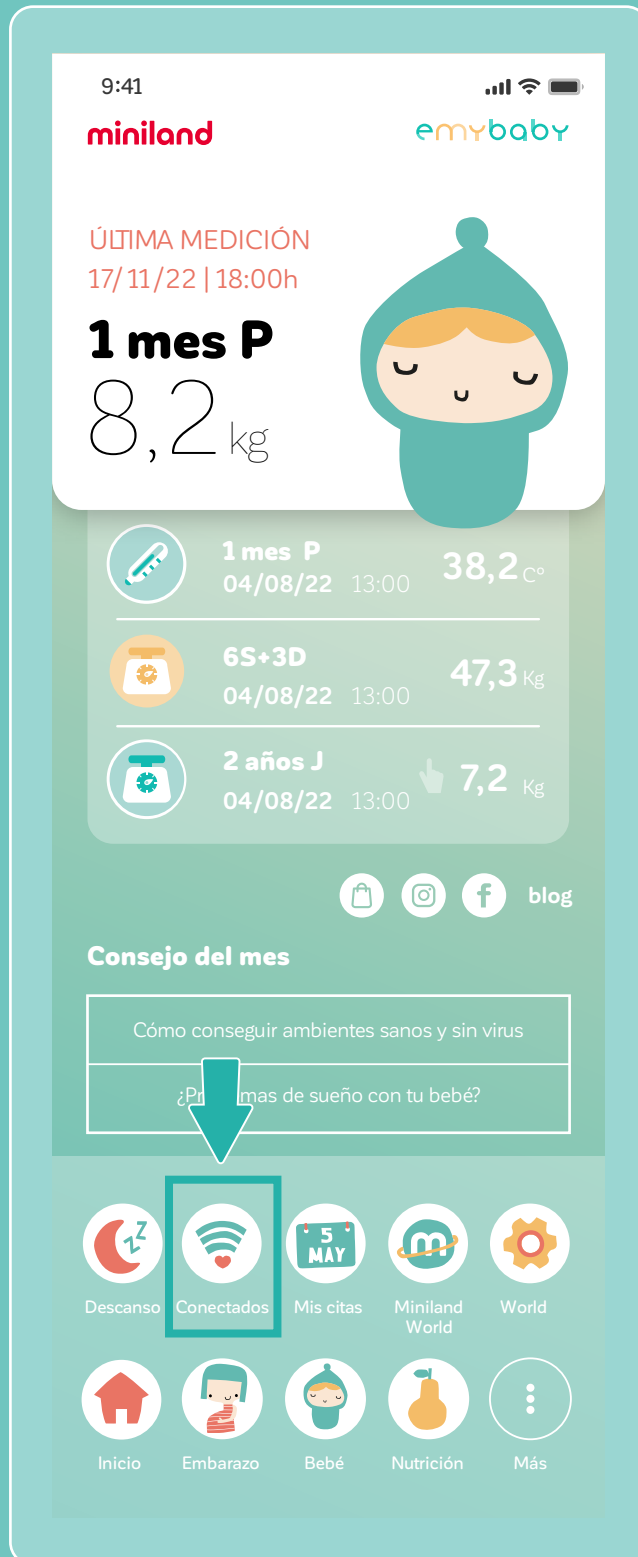 9:41
miniland
emybaby
ÚLTIMA MEDICIÓN
17/11/22 | 18:00h
1 mes P
8,2 kg
1 mes P
04/08/22 13:00 38,2 Cº
6S+3D
04/08/22 13:00 47,3 Kg
2 años J
04/08/22 13:00 7,2 Kg
blog
Consejo del mes
Cómo conseguir ambientes sanos y sin virus
de sueño con tu bebé?
zzz
5
MAY
m
Descanso Conectados Mis citas Miniland World
World
Inicio Embarazo Bebé Nutrición Más